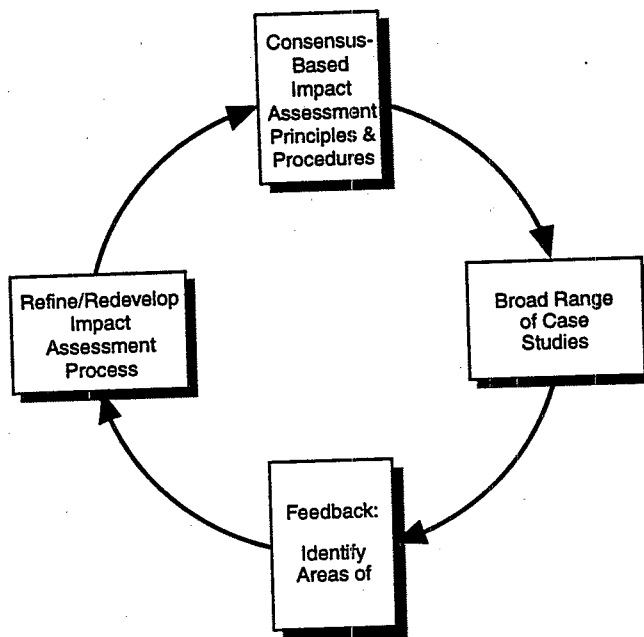 Consensus-
Based
Impact
Assessment
Principles &
Procedures
Broad Range
of Case
Studies
Feedback:
Identify
Areas of
Refine/Redevelop
Impact
Assessment
Process